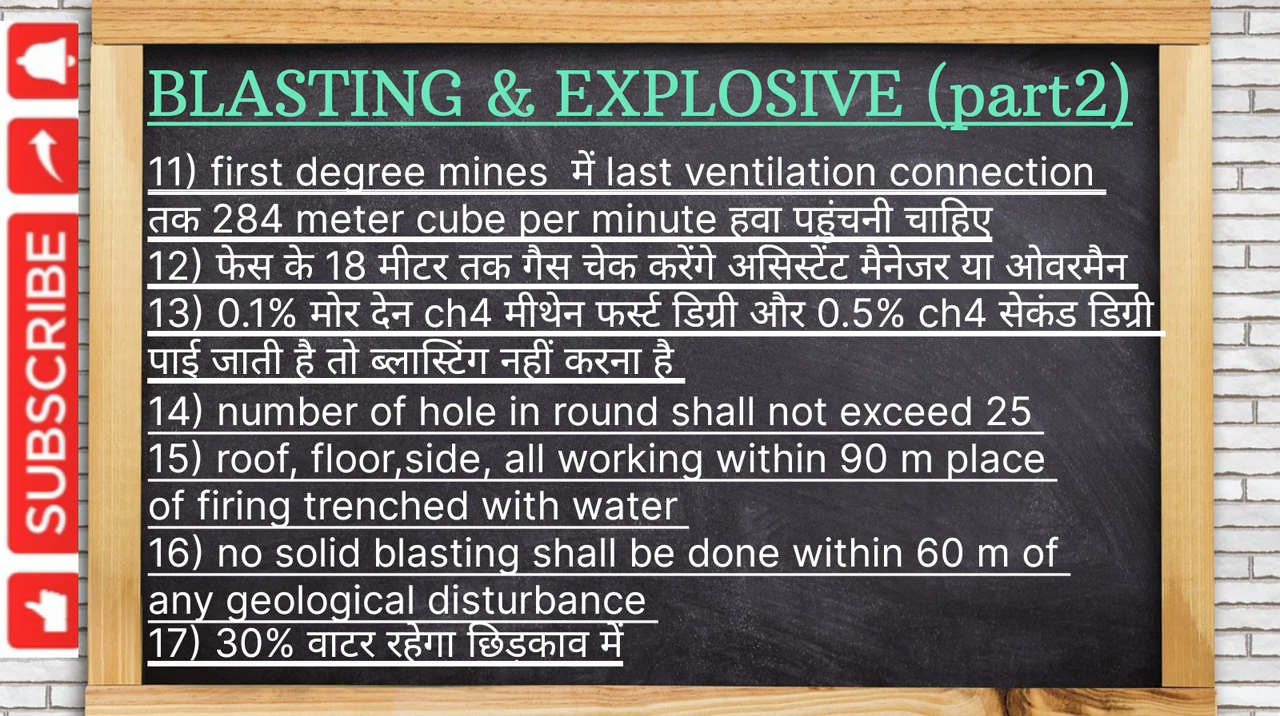 SUBSCRIBE
BLASTING & EXPLOSIVE (part2)
11) first degree mines में last ventilation connection
तक 284 meter cube per minute हवा पहुंचनी चाहिए
12) फेस के 18 मीटर तक गैस चेक करेंगे असिस्टेंट मैनेजर या ओवरमैन
13) 0.1% मोर देन ch4 मीथेन फर्स्ट डिग्री और 0.5% ch4 सेकंड डिग्री
पाई जाती है तो ब्लास्टिंग नहीं करना है
14) number of hole in round shall not exceed 25
15) roof, floor,side, all working within 90 m place
of firing trenched with water
16) no solid blasting shall be done within 60 m of
any geological disturbance
17) 30% वाटर रहेगा छिड़काव में